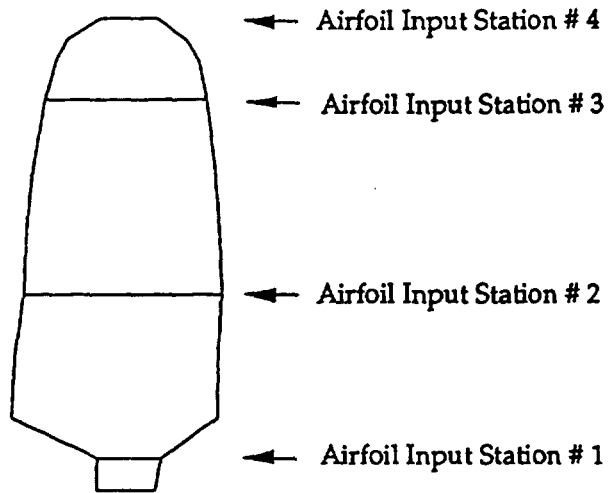 Airfoil Input Station # 4
Airfoil Input Station # 3
Airfoil Input Station # 2
Airfoil Input Station # 1